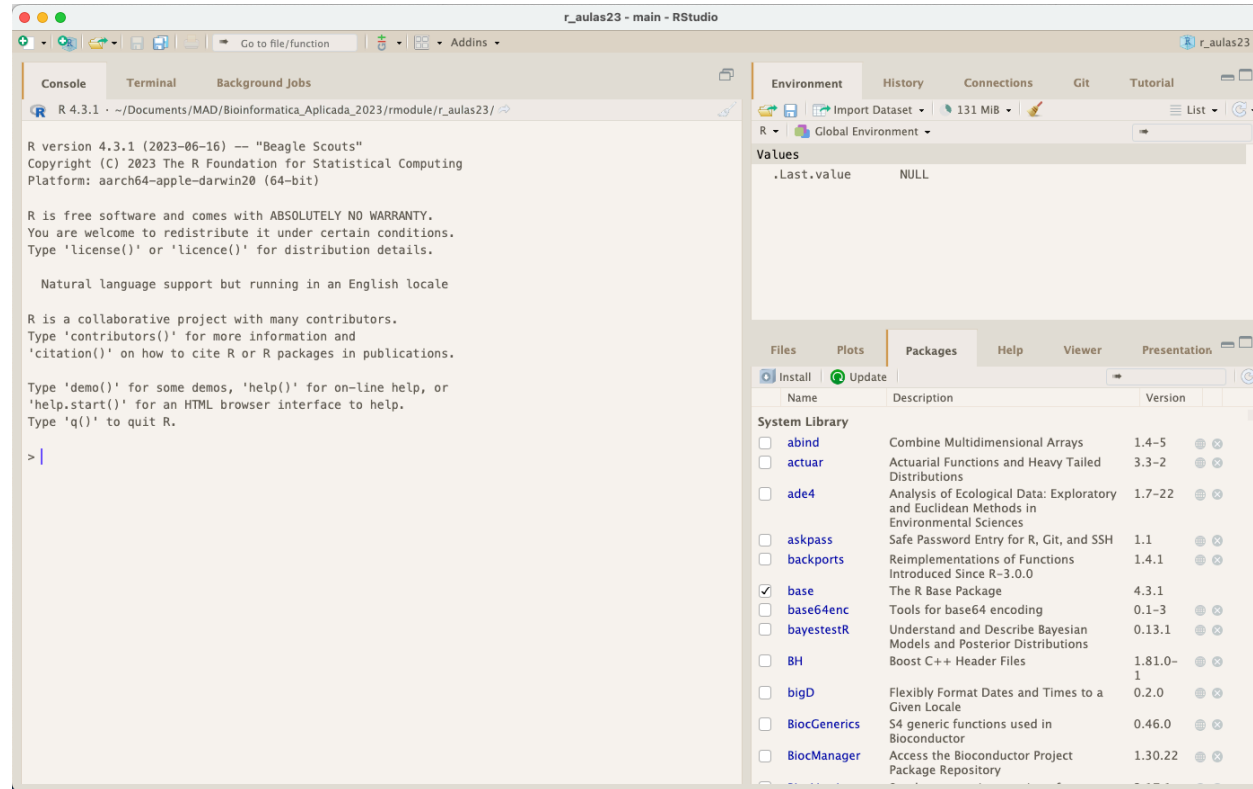 r_aulas23 - main - RStudio
Go to file/function
Addins
r_aulas23
Console Terminal Background Jobs
R 4.3.1 · ~/Documents/MAD/Bioinformatica_Aplicada_2023/rmodule/r_aulas23/
R version 4.3.1 (2023-06-16) -- "Beagle Scouts"
Copyright (C) 2023 The R Foundation for Statistical Computing
Platform: aarch64-apple-darwin20 (64-bit)
R is free software and comes with ABSOLUTELY NO WARRANTY.
You are welcome to redistribute it under certain conditions.
Type 'license()' or 'licence()' for distribution details.
Natural language support but running in an English locale
R is a collaborative project with many contributors.
Type 'contributors()' for more information and
'citation()' on how to cite R or R packages in publications.
Type 'demo()' for some demos, 'help()' for on-line help, or
'help.start()' for an HTML browser interface to help.
Type 'q()' to quit R.
>
Environment History Connections Git Tutorial
Import Dataset 131 MiB List
R Global Environment
Values
.Last.value NULL
Files Plots Packages Help Viewer Presentation
Install Update
Name Description Version
System Library
abind Combine Multidimensional Arrays 1.4-5
actuar Actuarial Functions and Heavy Tailed 3.3-2
Distributions
ade4 Analysis of Ecological Data: Exploratory 1.7-22
and Euclidean Methods in
Environmental Sciences
askpass Safe Password Entry for R, Git, and SSH 1.1
backports Reimplementations of Functions 1.4.1
Introduced Since R-3.0.0
base The R Base Package 4.3.1
base64enc Tools for base64 encoding 0.1-3
bayestestR Understand and Describe Bayesian 0.13.1
Models and Posterior Distributions
BH Boost C++ Header Files 1.81.0-
1
bigD Flexibly Format Dates and Times to a 0.2.0
Given Locale
BiocGenerics S4 generic functions used in 0.46.0
Bioconductor
BiocManager Access the Bioconductor Project 1.30.22
Package Repository